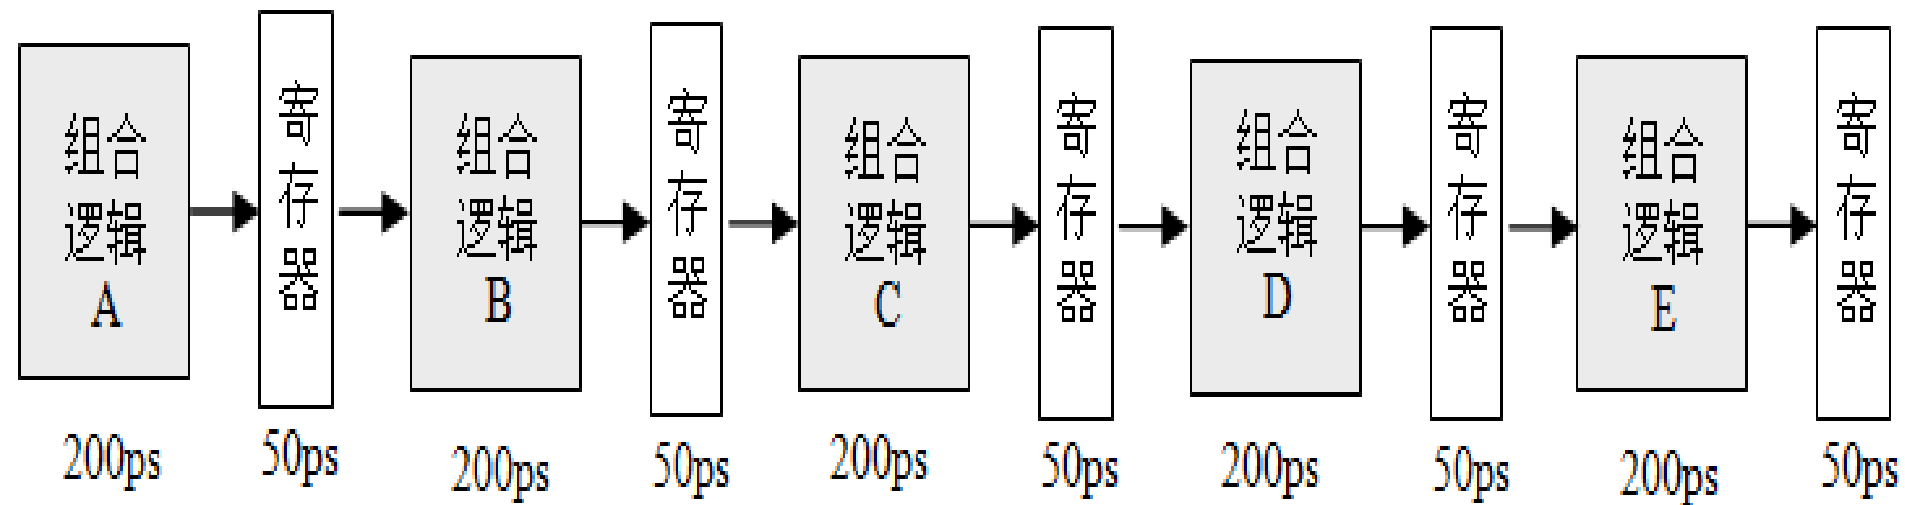 组合
逻辑
A
寄
存
器
组合
逻辑
B
寄
存
器
组合
逻辑
C
寄
存
器
组合
逻辑
D
寄
存
器
组合
逻辑
E
寄
存
器
200ps
50ps
200ps
50ps
200ps
50ps
200ps
50ps
200ps
50ps